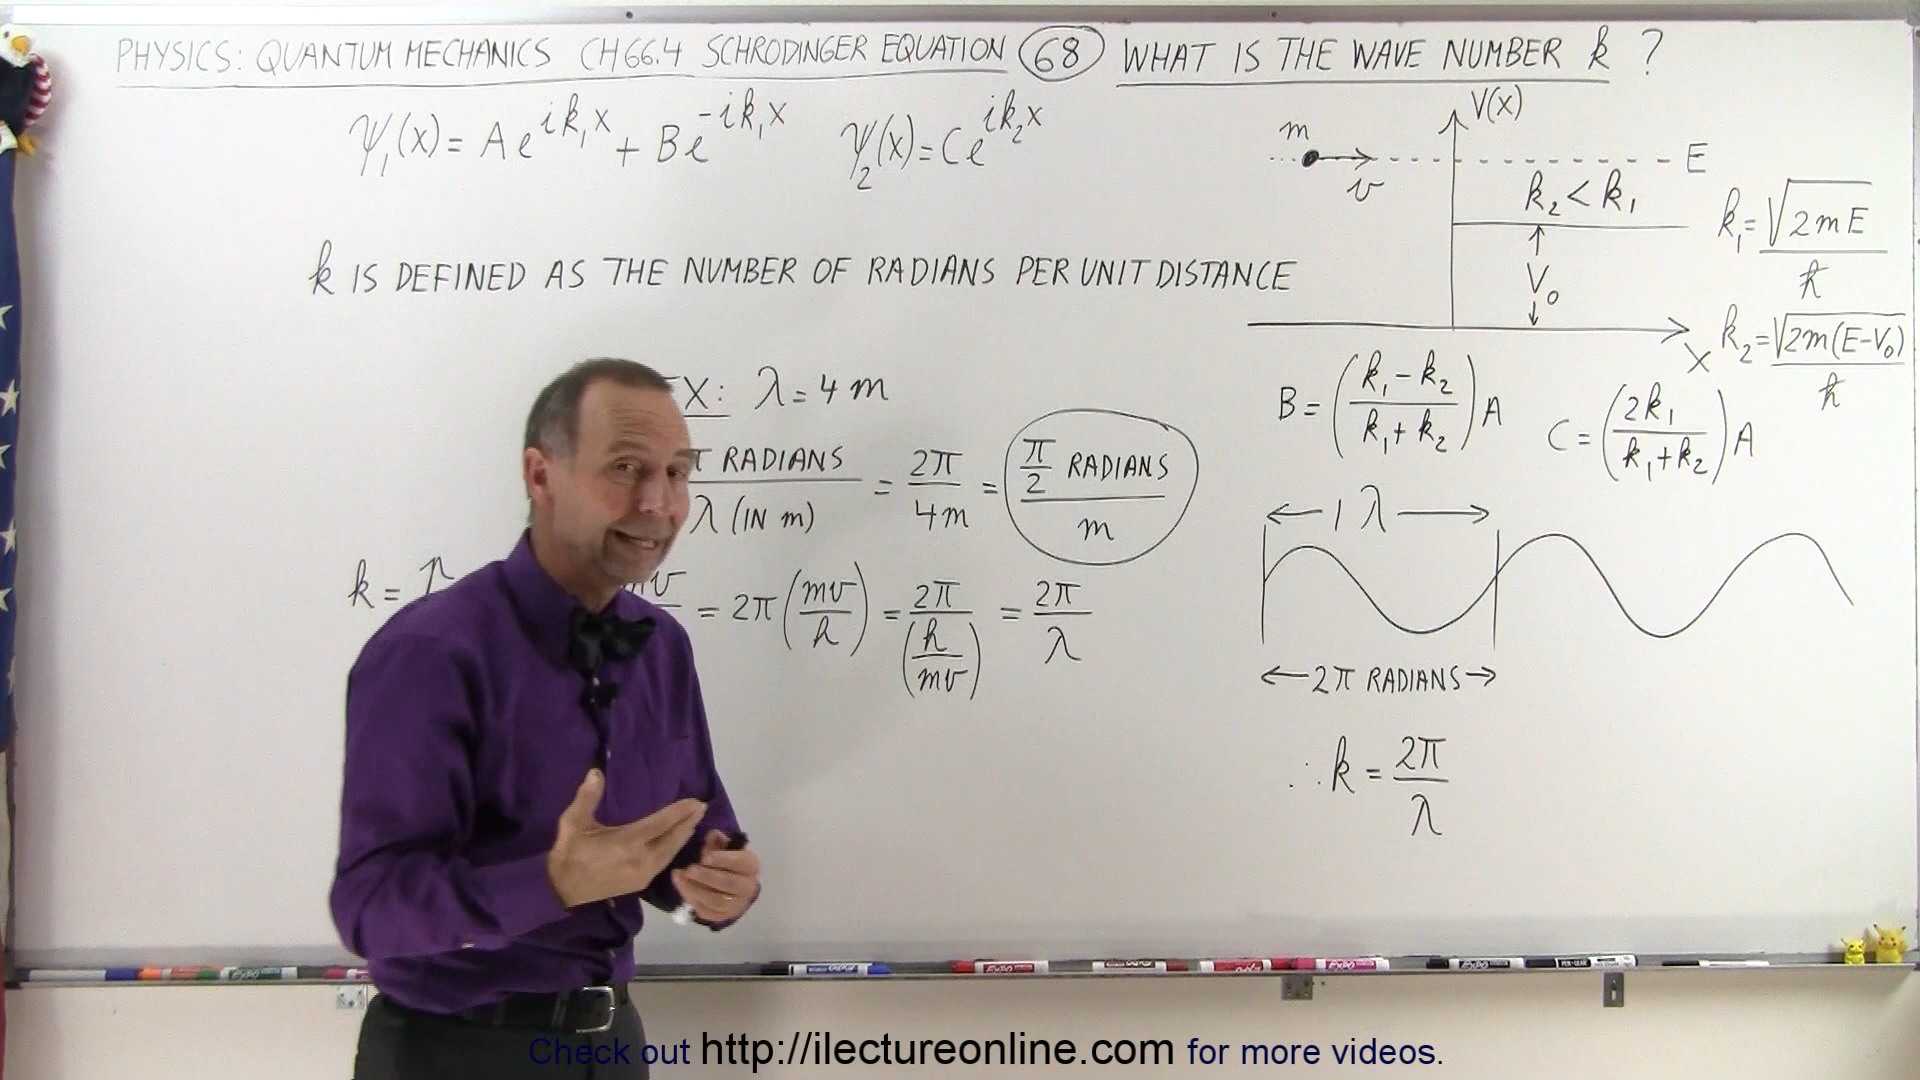 PHYSICS: QUANTUM MECHANICS CH 66.4 SCHRODINGER EQUATION 68 WHAT IS THE WAVE NUMBER k ?
ψ₁(x) = A e^{ik₁x} + B e^{-ik₁x} ψ₂(x) = C e^{ik₂x}
k IS DEFINED AS THE NUMBER OF RADIANS PER UNIT DISTANCE
X: λ = 4 m
π RADIANS / λ (IN m) = 2π / 4m = π/2 RADIANS / m
k = p
mv = 2π (mv / h) = 2π / (h / mv) = 2π / λ
V(x)
m
v
E
k₂ < k₁
V₀
X
k₁ = √2mE / ħ
k₂ = √2m(E-V₀) / ħ
B = (k₁ - k₂ / k₁ + k₂) A
C = (2k₁ / k₁ + k₂) A
← 1 λ →
← 2π RADIANS →
∴ k = 2π / λ
EXPO
Check out http://ilectureonline.com for more videos.